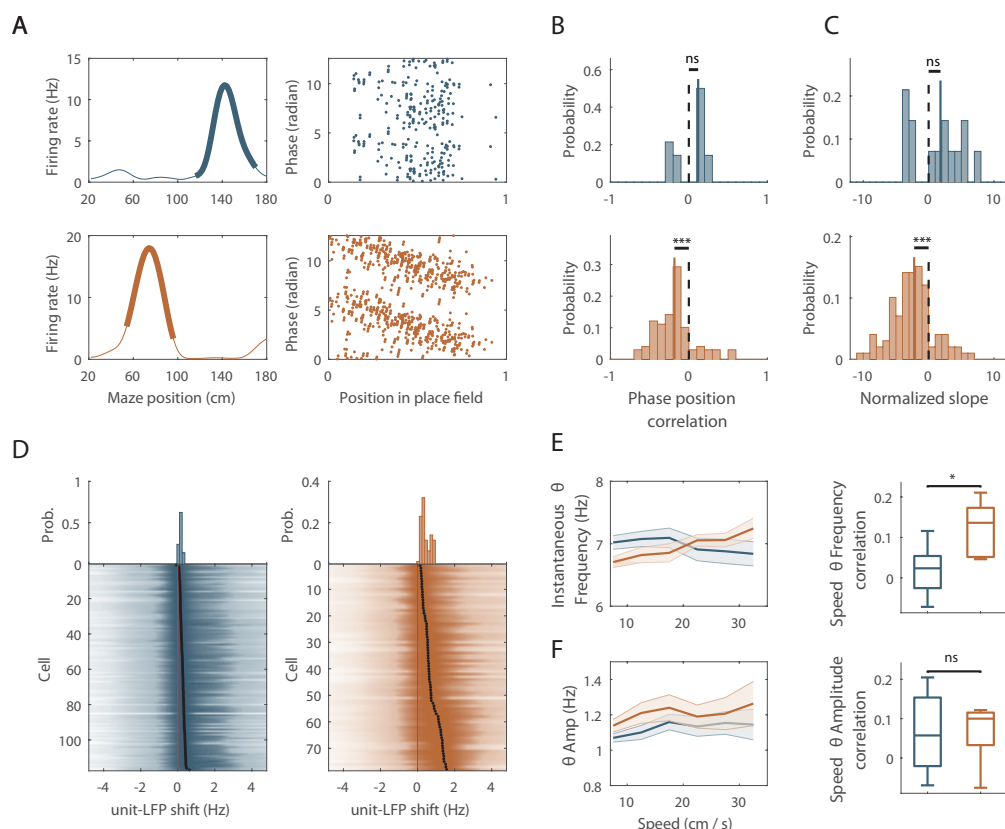 A
B
C
Firing rate (Hz)
15
10
5
0
20
60
100
140
180
Phase (radian)
10
5
0
0
1
Probability
0.6
0.4
0.2
0
-1
0
1
ns
Probability
0.2
0.1
0
-10
0
10
ns
Firing rate (Hz)
20
10
0
20
60
100
140
180
Maze position (cm)
Phase (radian)
10
5
0
0
1
Position in place field
Probability
0.3
0.2
0.1
0
-1
0
1
***
Phase position
correlation
Probability
0.2
0.1
0
-10
0
10
***
Normalized slope
D
E
Prob.
1
0.5
0
Cell
20
40
60
80
100
-4
-2
0
2
4
unit-LFP shift (Hz)
Prob.
0.4
0.2
0
Cell
10
20
30
40
50
60
70
-4
-2
0
2
4
unit-LFP shift (Hz)
Instantaneous θ
Frequency (Hz)
8
7
6
10
20
30
Speed θ Frequency
correlation
0.2
0.1
0
*
F
θ Amp (Hz)
1.4
1.2
1
0.8
10
20
30
Speed (cm / s)
Speed θ Amplitude
correlation
0.2
0.1
0
ns